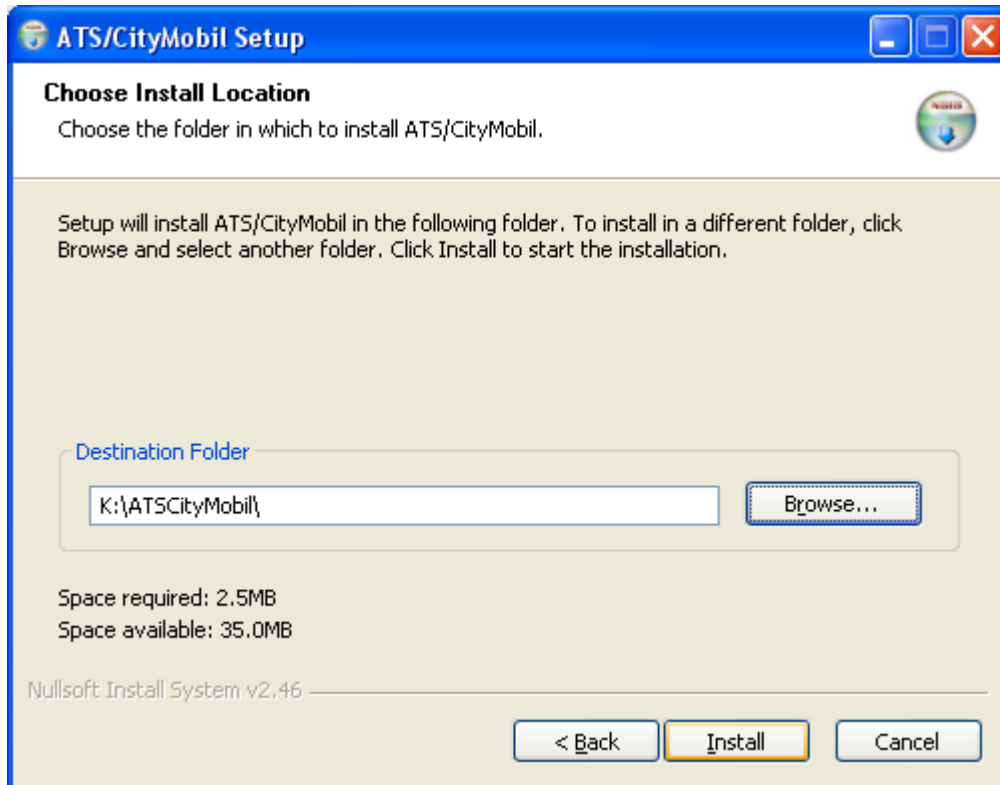 ATS/CityMobil Setup
Choose Install Location
Choose the folder in which to install ATS/CityMobil.
Setup will install ATS/CityMobil in the following folder. To install in a different folder, click
Browse and select another folder. Click Install to start the installation.
Destination Folder
K:\ATSCityMobil\
Browse...
Space required: 2.5MB
Space available: 35.0MB
Nullsoft Install System v2.46
< Back
Install
Cancel